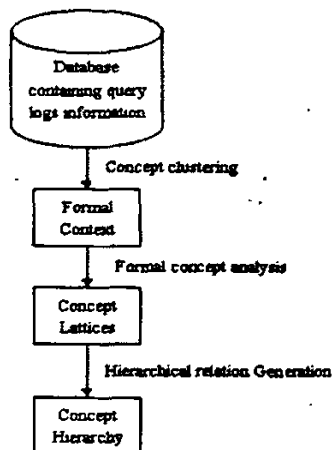 Database
containing query
logs information
Concept clustering
Formal
Context
Formal concept analysis
Concept
Lattices
Hierarchical relation Generation
Concept
Hierarchy